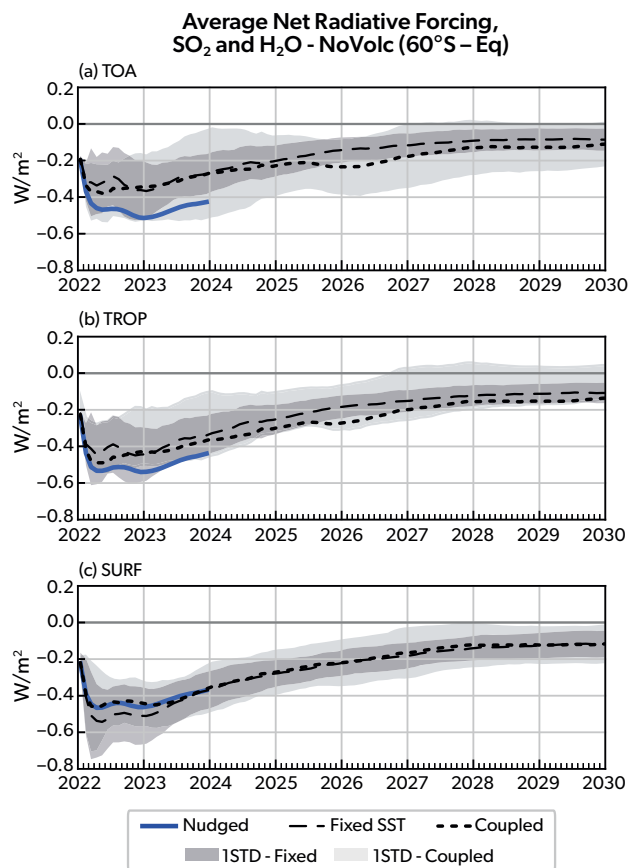 Average Net Radiative Forcing,
SO₂ and H₂O - NoVolc (60°S – Eq)
(a) TOA
W/m²
0.2
0.0
−0.2
−0.4
−0.6
−0.8
2022 2023 2024 2025 2026 2027 2028 2029 2030
(b) TROP
W/m²
0.2
0.0
−0.2
−0.4
−0.6
−0.8
2022 2023 2024 2025 2026 2027 2028 2029 2030
(c) SURF
W/m²
0.2
0.0
−0.2
−0.4
−0.6
−0.8
2022 2023 2024 2025 2026 2027 2028 2029 2030
Nudged Fixed SST Coupled
1STD - Fixed 1STD - Coupled